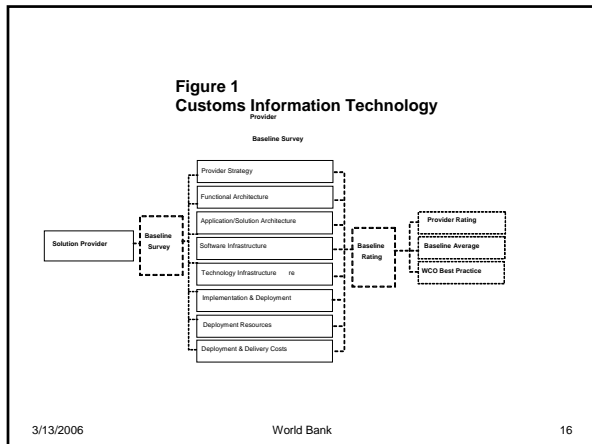 Figure 1
Customs Information Technology
Provider
Baseline Survey
Solution Provider
Baseline
Survey
Provider Strategy
Functional Architecture
Application/Solution Architecture
Software Infrastructure
Technology Infrastructure re
Implementation & Deployment
Deployment Resources
Deployment & Delivery Costs
Baseline
Rating
Provider Rating
Baseline Average
WCO Best Practice
3/13/2006 World Bank 16